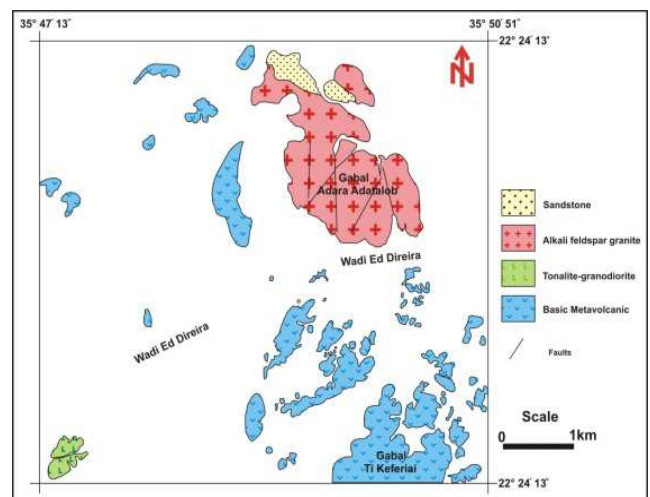 35° 47 13
35° 50 51
22° 24 13
N
Gabal
Adara Adatalob
Wadi Ed Direira
Wadi Ed Direira
Gabal
Ti Keferiai
22° 24 13
Sandstone
Alkali feldspar granite
Tonalite-granodiorite
Basic Metavolcanic
Faults
Scale
0 1km